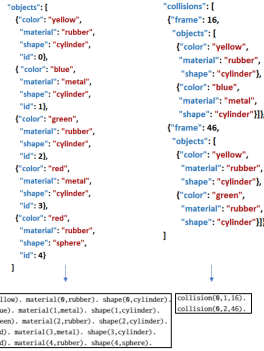 "objects": [
{"color": "yellow",
"material": "rubber",
"shape": "cylinder",
"id": 0},
{ "color": "blue",
"material": "metal",
"shape": "cylinder",
"id": 1},
{"color": "green",
"material": "rubber",
"shape": "cylinder",
"id": 2},
{"color": "red",
"material": "metal",
"shape": "cylinder",
"id": 3},
{"color": "red",
"material": "rubber",
"shape": "sphere",
"id": 4}
]
"collisions": [
{"frame": 16,
"objects": [
{"color": "yellow",
"material": "rubber",
"shape": "cylinder"},
{"color": "blue",
"material": "metal",
"shape": "cylinder"}]},
{"frame": 46,
"objects": [
{"color": "yellow",
"material": "rubber",
"shape": "cylinder"},
{"color": "green",
"material": "rubber",
"shape": "cylinder"}]}
]
llow). material(0,rubber). shape(0,cylinder).
ue). material(1,metal). shape(1,cylinder).
een). material(2,rubber). shape(2,cylinder).
d). material(3,metal). shape(3,cylinder).
d). material(4,rubber). shape(4,sphere).
collision(0,1,16).
collision(0,2,46).